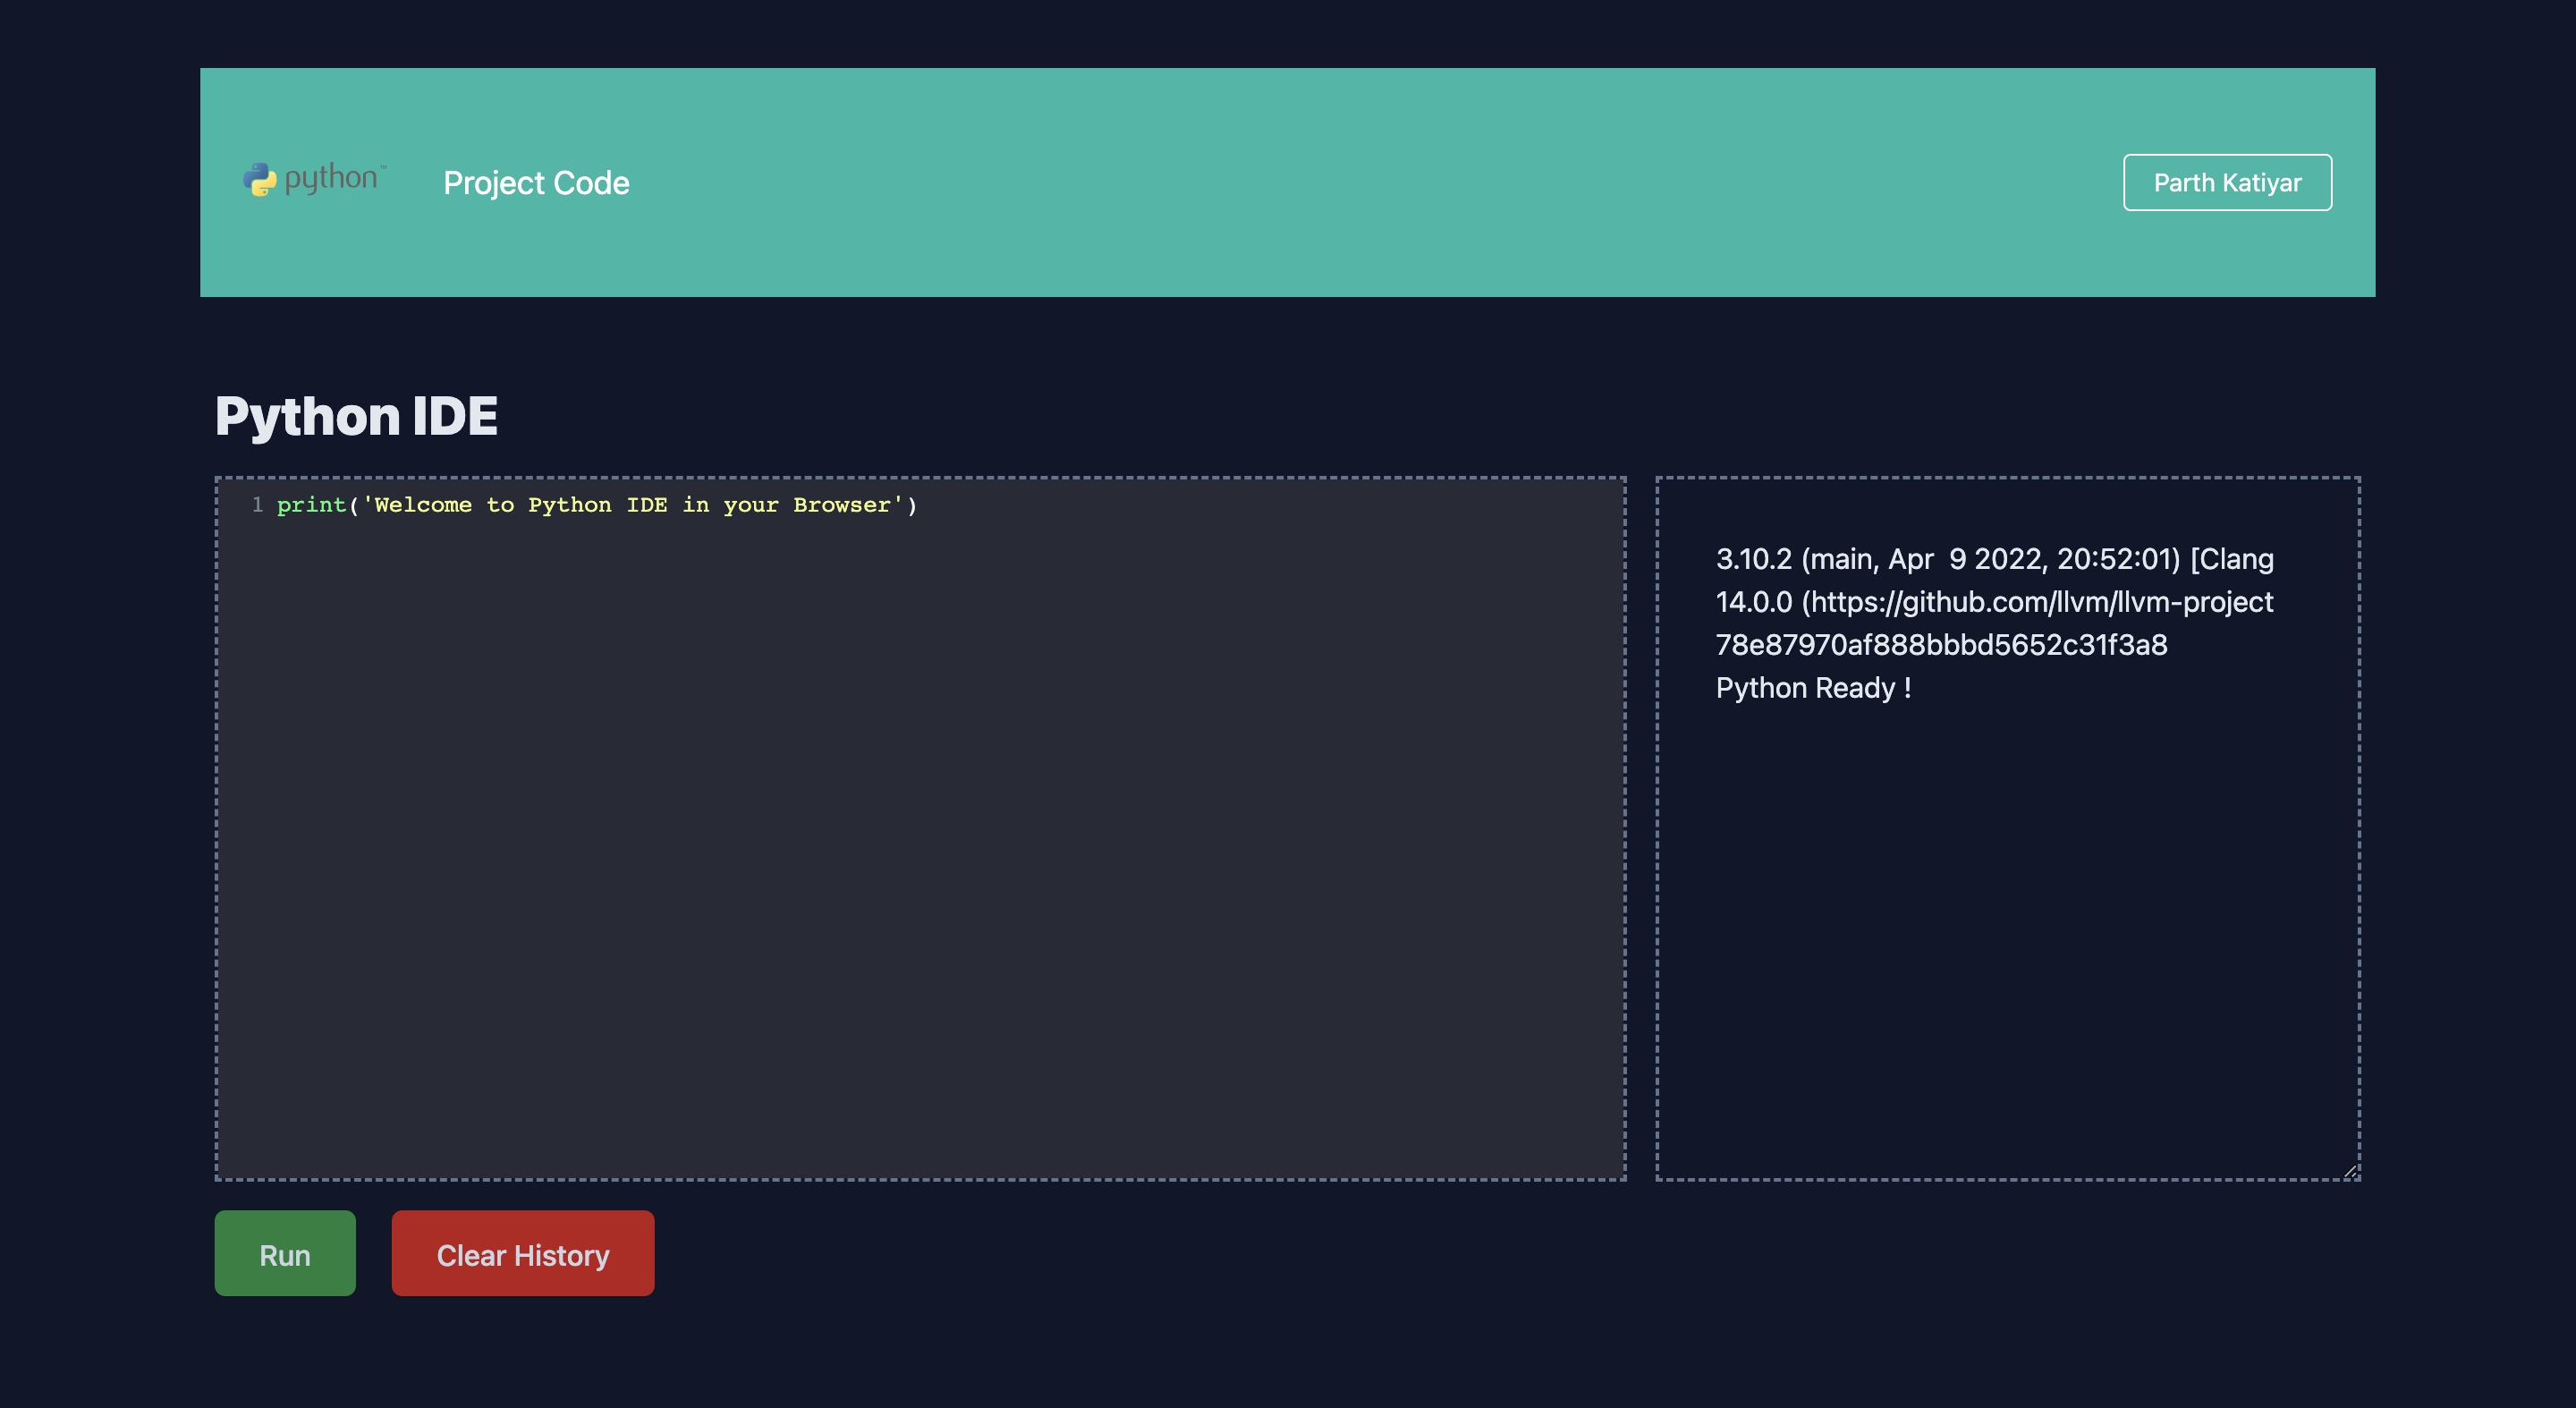 python™
Project Code
Parth Katiyar
Python IDE
1 print('Welcome to Python IDE in your Browser')
3.10.2 (main, Apr  9 2022, 20:52:01) [Clang
14.0.0 (https://github.com/llvm/llvm-project
78e87970af888bbbd5652c31f3a8
Python Ready !
Run
Clear History